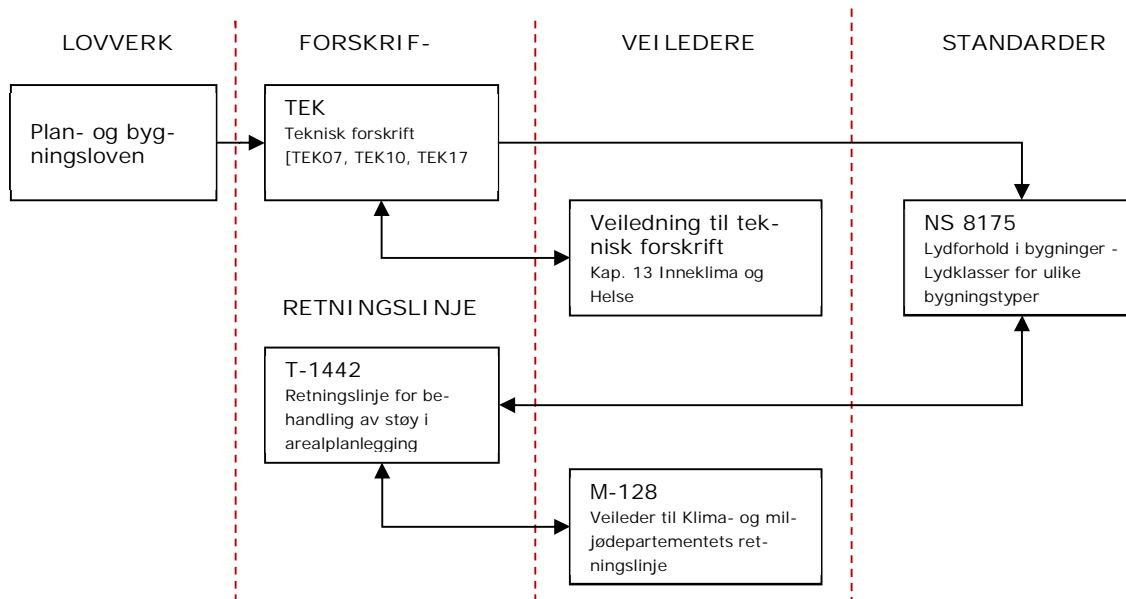 LOVVERK
FORSKRIF-
VEILEDERE
STANDARDER
Plan- og byg-
ningsloven
TEK
Teknisk forskrift
[TEK07, TEK10, TEK17
Veiledning til tek-
nisk forskrift
Kap. 13 Inneklima og
Helse
NS 8175
Lydforhold i bygninger -
Lydklasser for ulike
bygningstyper
RETNINGSLINJE
T-1442
Retningslinje for be-
handling av støy i
arealplanlegging
M-128
Veileder til Klima- og mil-
jødepartementets ret-
ningslinje